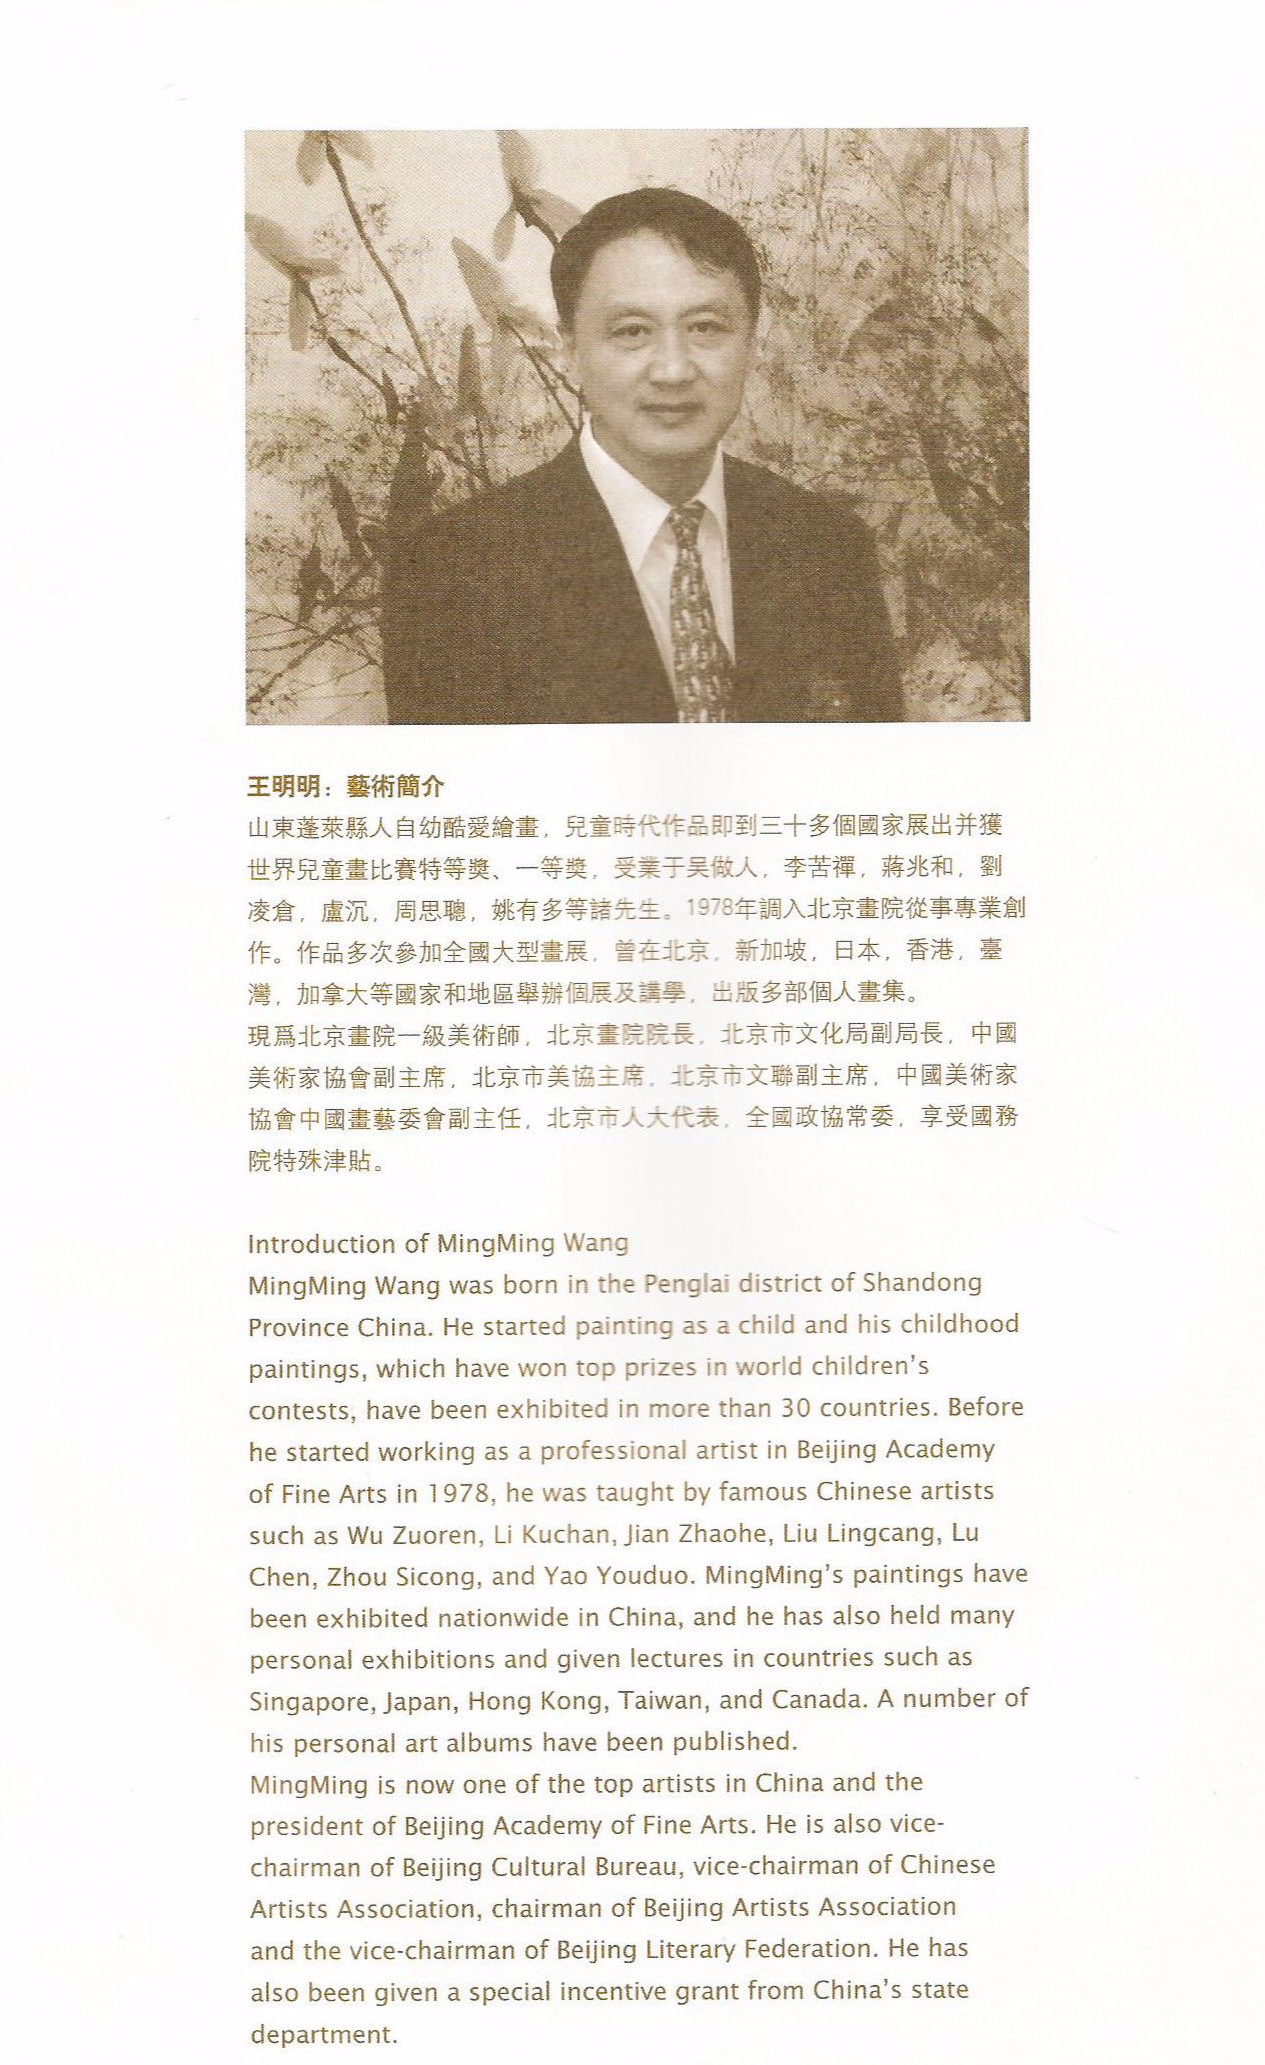 王明明：藝術簡介
山東蓬萊縣人自幼酷愛繪畫，兒童時代作品即到三十多個國家展出并獲
世界兒童畫比賽特等獎、一等獎，受業于吴做人，李苦禪，蔣兆和，劉
凌倉，盧沉，周思聰，姚有多等諸先生。1978年調入北京畫院從事專業創
作。作品多次參加全國大型畫展，曾在北京，新加坡，日本，香港，臺
灣，加拿大等國家和地區舉辦個展及講學，出版多部個人畫集。
現爲北京畫院一級美術師，北京畫院院長，北京市文化局副局長，中國
美術家協會副主席，北京市美協主席，北京市文聯副主席，中國美術家
協會中國畫藝委會副主任，北京市人大代表，全國政協常委，享受國務
院特殊津貼。
Introduction of MingMing Wang
MingMing Wang was born in the Penglai district of Shandong
Province China. He started painting as a child and his childhood
paintings, which have won top prizes in world children's
contests, have been exhibited in more than 30 countries. Before
he started working as a professional artist in Beijing Academy
of Fine Arts in 1978, he was taught by famous Chinese artists
such as Wu Zuoren, Li Kuchan, Jian Zhaohe, Liu Lingcang, Lu
Chen, Zhou Sicong, and Yao Youduo. MingMing's paintings have
been exhibited nationwide in China, and he has also held many
personal exhibitions and given lectures in countries such as
Singapore, Japan, Hong Kong, Taiwan, and Canada. A number of
his personal art albums have been published.
MingMing is now one of the top artists in China and the
president of Beijing Academy of Fine Arts. He is also vice-
chairman of Beijing Cultural Bureau, vice-chairman of Chinese
Artists Association, chairman of Beijing Artists Association
and the vice-chairman of Beijing Literary Federation. He has
also been given a special incentive grant from China's state
department.